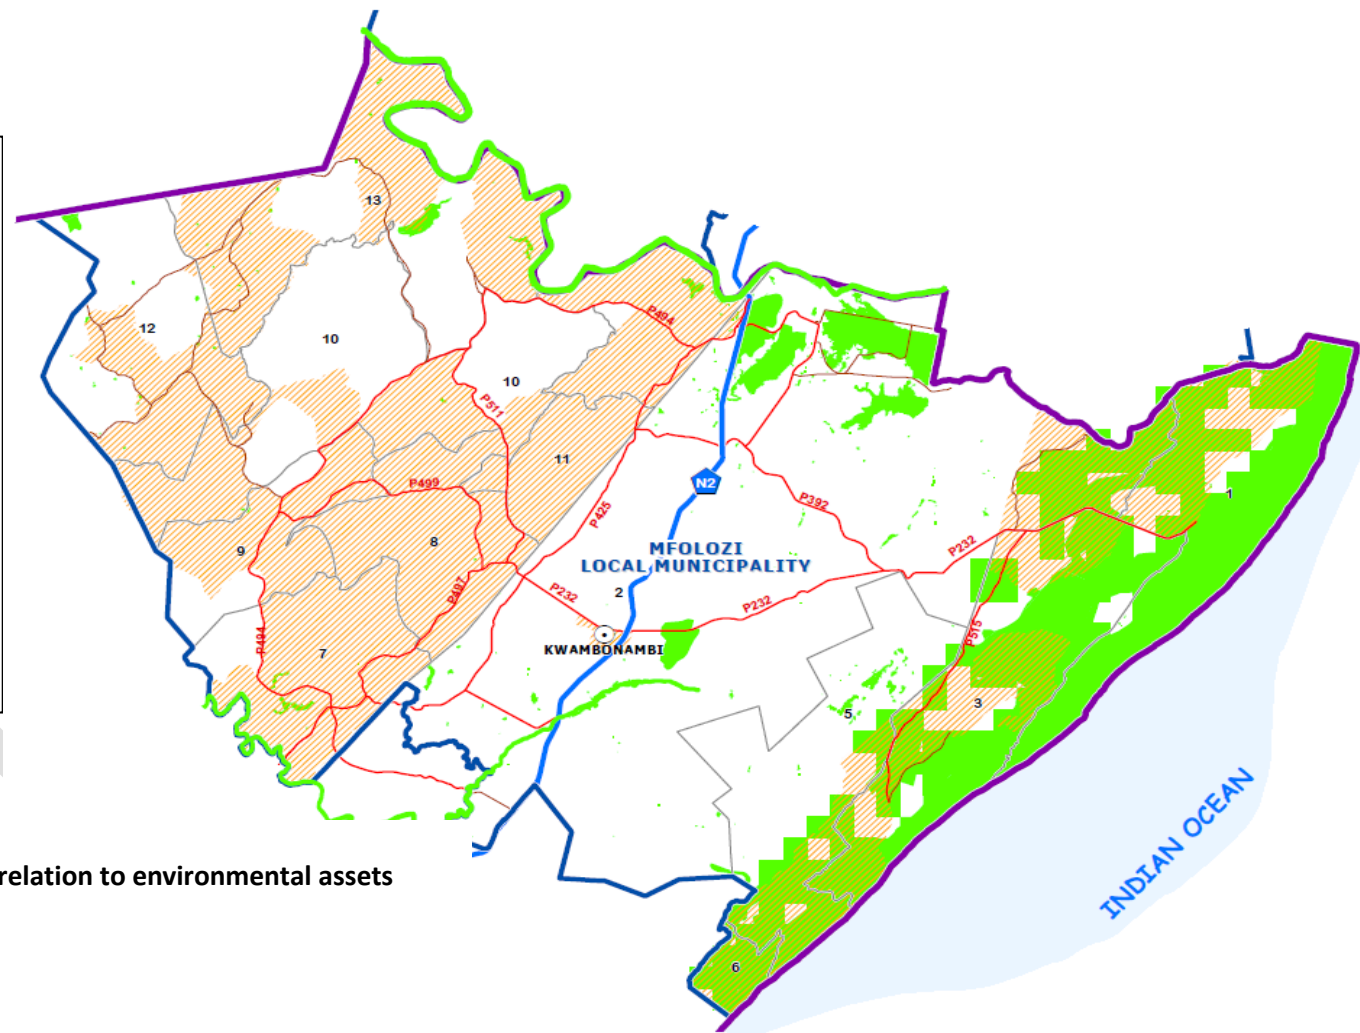 13
12
10
P494
10
P511
11
P499
N2
1
P425
P392
8
9
P232
MFOLOZI
LOCAL MUNICIPALITY
P497
P232
2
P232
P494
P515
KWAMBONAMBI
7
3
5
INDIAN OCEAN
relation to environmental assets
6